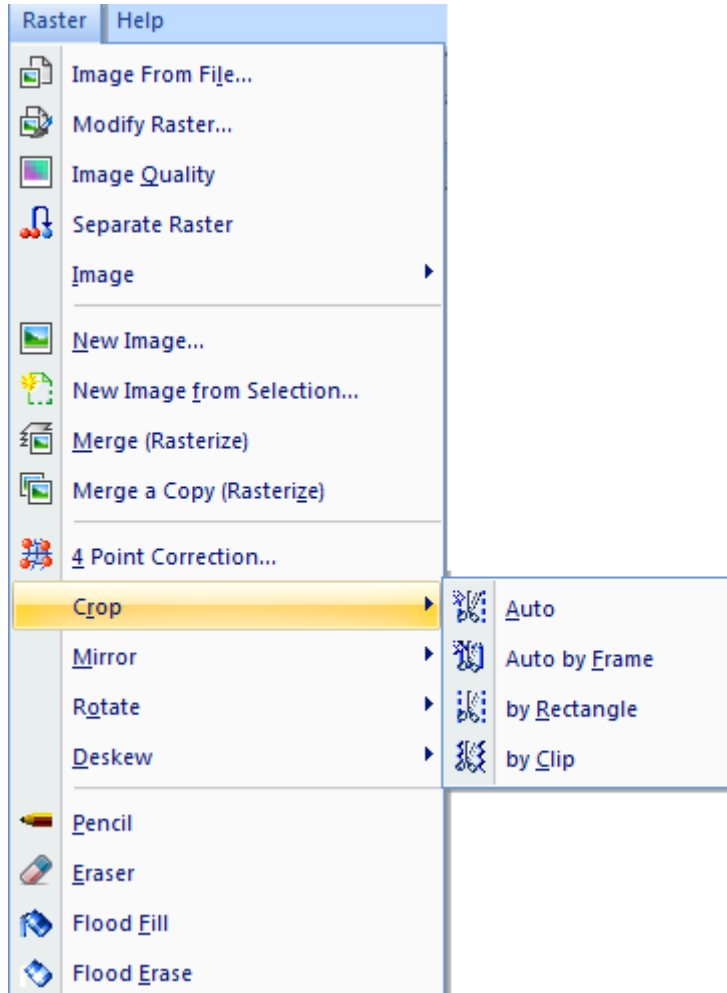 Raster Help
Image From File...
Modify Raster...
Image Quality
Separate Raster
Image
New Image...
New Image from Selection...
Merge (Rasterize)
Merge a Copy (Rasterize)
4 Point Correction...
Crop
Auto
Auto by Frame
by Rectangle
by Clip
Mirror
Rotate
Deskew
Pencil
Eraser
Flood Fill
Flood Erase